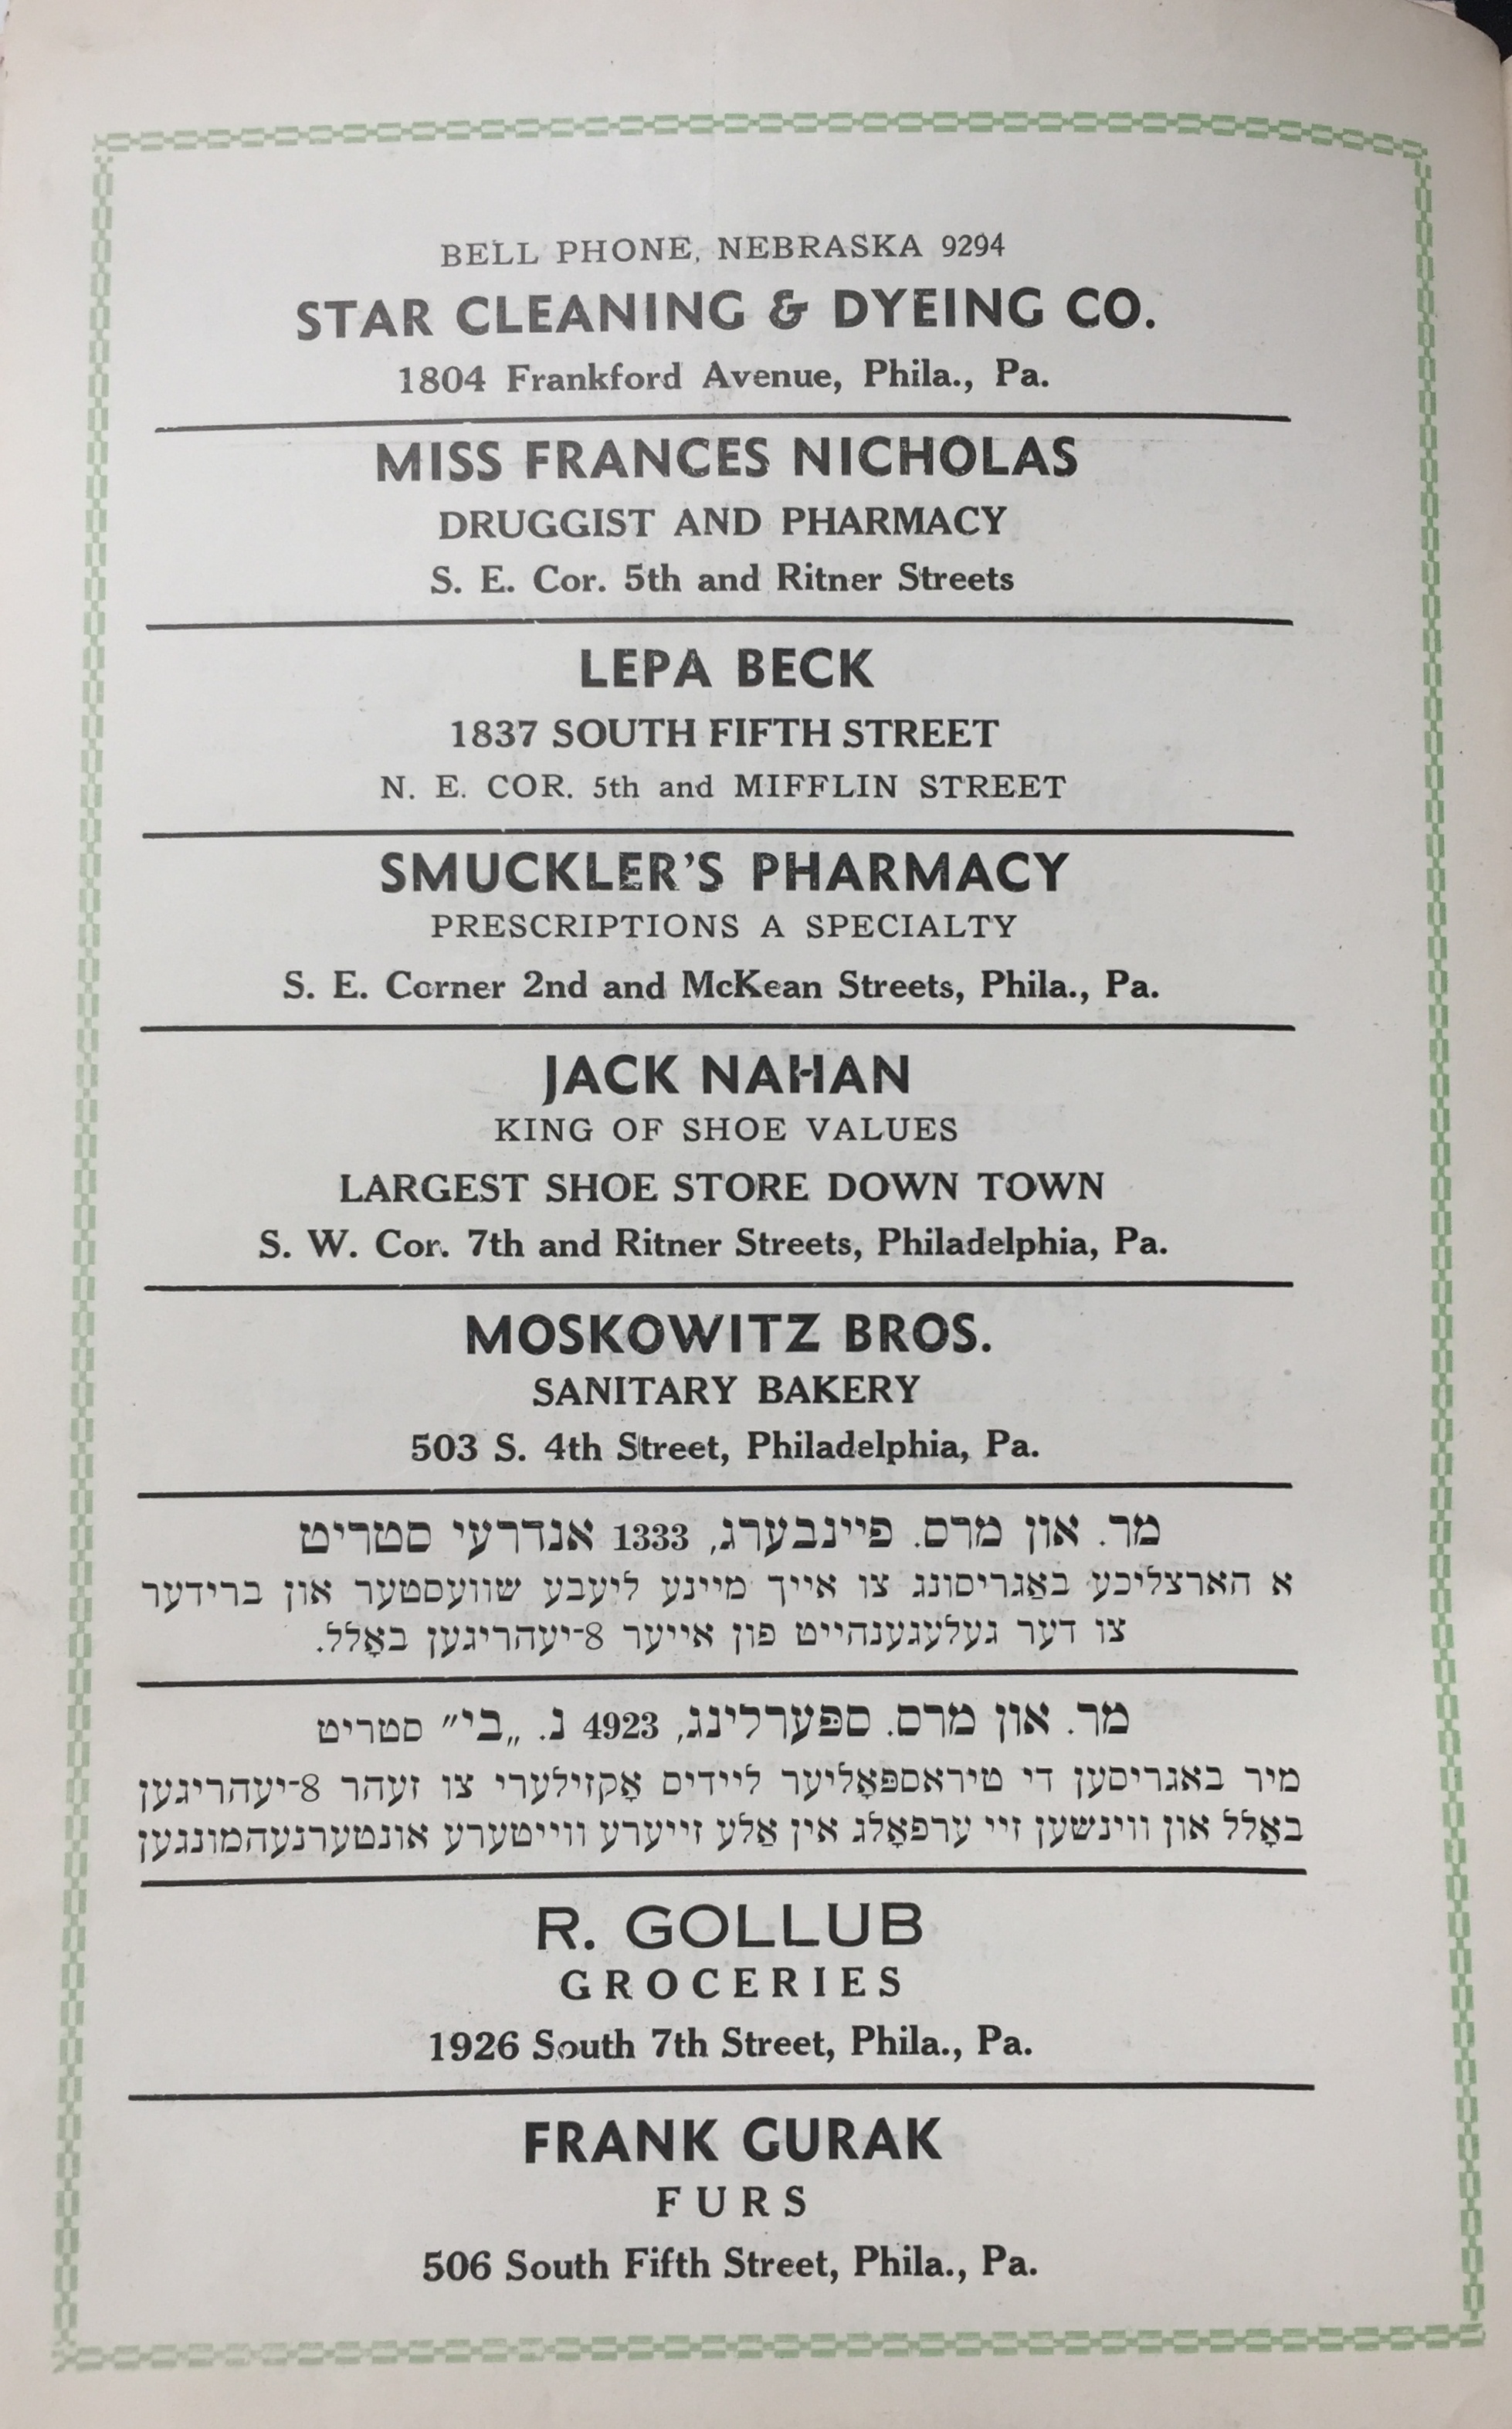 BELL PHONE, NEBRASKA 9294
STAR CLEANING & DYEING CO.
1804 Frankford Avenue, Phila., Pa.
MISS FRANCES NICHOLAS
DRUGGIST AND PHARMACY
S. E. Cor. 5th and Ritner Streets
LEPA BECK
1837 SOUTH FIFTH STREET
N. E. COR. 5th and MIFFLIN STREET
SMUCKLER'S PHARMACY
PRESCRIPTIONS A SPECIALTY
S. E. Corner 2nd and McKean Streets, Phila., Pa.
JACK NAHAN
KING OF SHOE VALUES
LARGEST SHOE STORE DOWN TOWN
S. W. Cor. 7th and Ritner Streets, Philadelphia, Pa.
MOSKOWITZ BROS.
SANITARY BAKERY
503 S. 4th Street, Philadelphia, Pa.
מר. און מרס. פיינבערג, 1333 אנדרעי סטריט
א הארצליכע באַגריסונג צו אייך מיינע ליעבע שוועסטער און ברידער
צו דער געלעגענהייט פון אייער 8-יעהריגען באָלל.
מר. און מרס. ספּערלינג, 4923 נ. „בי״ סטריט
מיר באגריסען די טיראספּאָליער ליידיס אָקזילערי צו זעהר 8-יעהריגען
באָלל און ווינשען זיי ערפאָלג אין אַלע זייערע ווייטערע אונטערנעהמונגען
R. GOLLUB
GROCERIES
1926 South 7th Street, Phila., Pa.
FRANK GURAK
FURS
506 South Fifth Street, Phila., Pa.